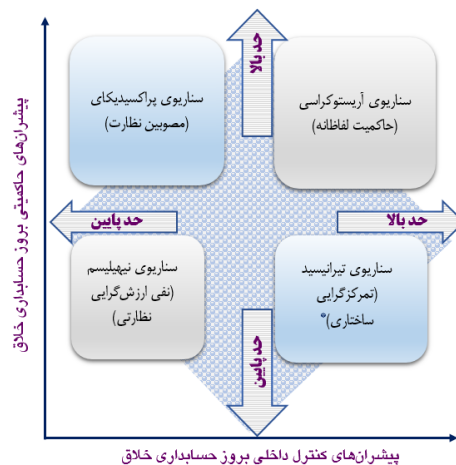 پیشران‌های حاکمیتی بروز حسابداری خلاق
حد بالا
سناریوی پراکسیدیکای
(مصوبین نظارت)
سناریوی آریستوکراسی
(حاکمیت لفاظانه)
حد پایین
حد بالا
سناریوی نیهیلیسم
(نفی ارزش‌گرایی
نظارتی)
سناریوی تیرانیسید
(تمرکزگرایی
ساختاری)*
حد پایین
پیشران‌های کنترل داخلی بروز حسابداری خلاق